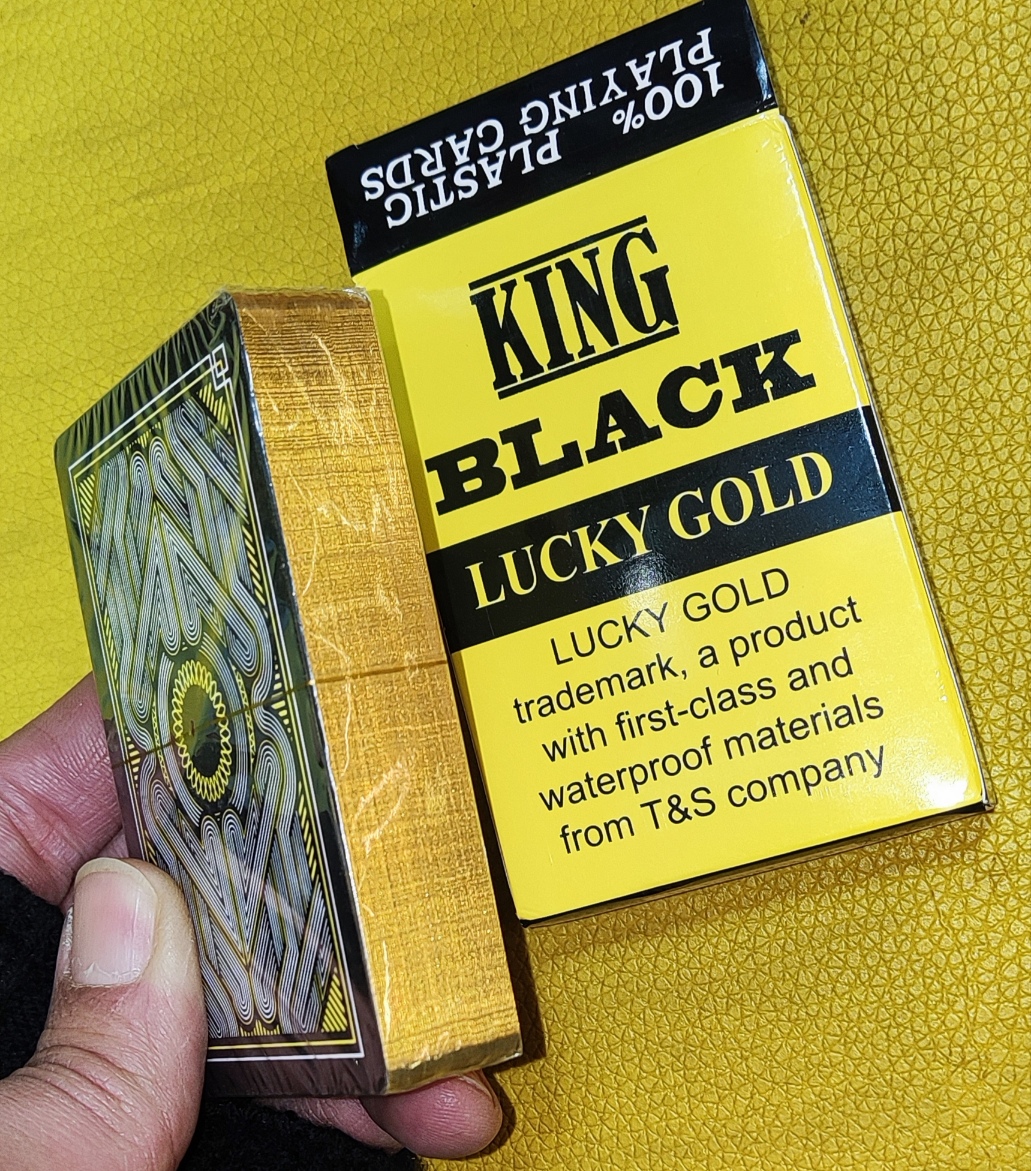 100% PLASTIC
PLAYING CARDS
KING
BLACK
LUCKY GOLD
LUCKY GOLD
trademark, a product
with first-class and
waterproof materials
from T&S company